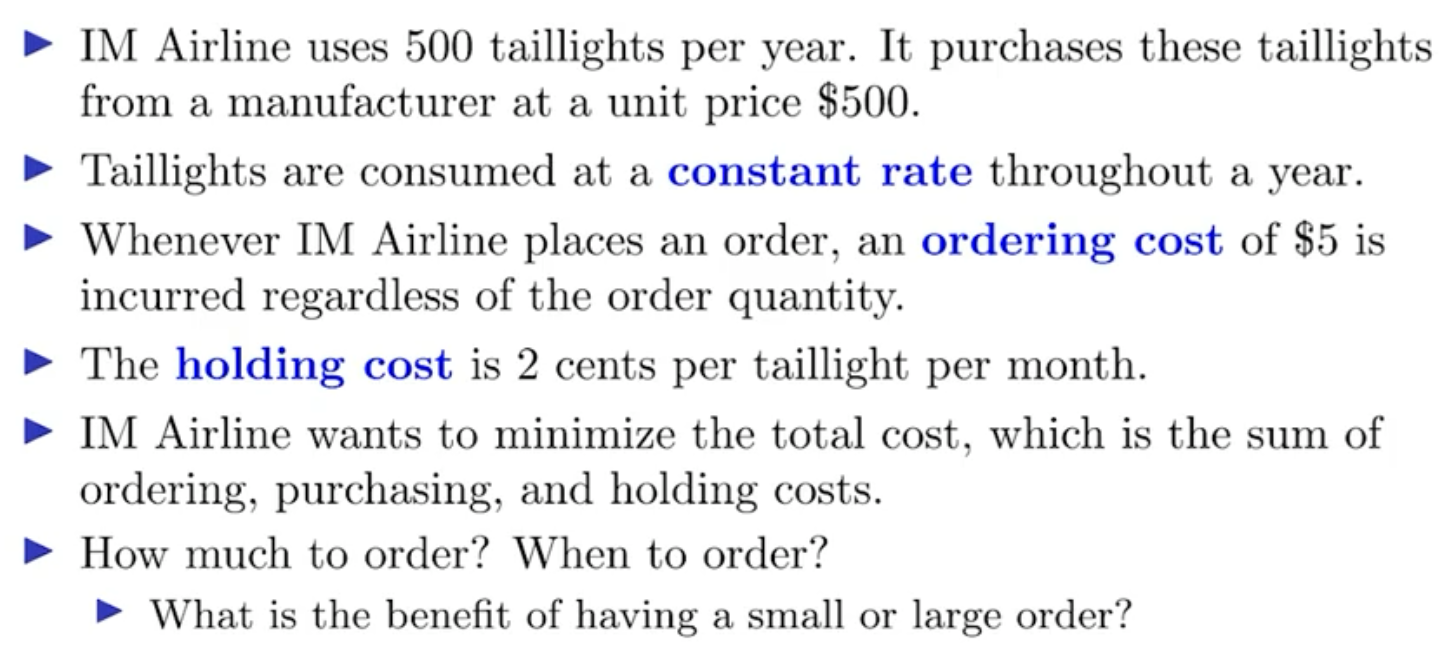 IM Airline uses 500 taillights per year. It purchases these taillights
from a manufacturer at a unit price $500.
Taillights are consumed at a constant rate throughout a year.
Whenever IM Airline places an order, an ordering cost of $5 is
incurred regardless of the order quantity.
The holding cost is 2 cents per taillight per month.
IM Airline wants to minimize the total cost, which is the sum of
ordering, purchasing, and holding costs.
How much to order? When to order?
What is the benefit of having a small or large order?